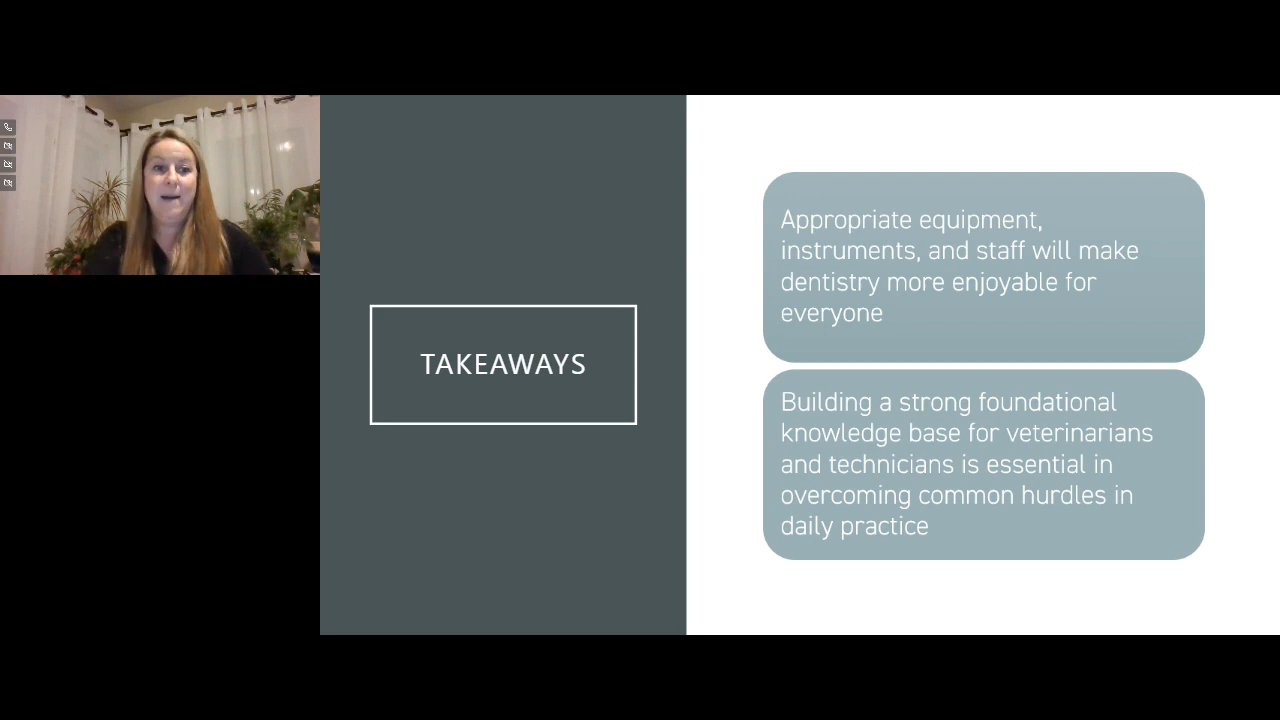 TAKEAWAYS
Appropriate equipment,
instruments, and staff will make
dentistry more enjoyable for
everyone
Building a strong foundational
knowledge base for veterinarians
and technicians is essential in
overcoming common hurdles in
daily practice